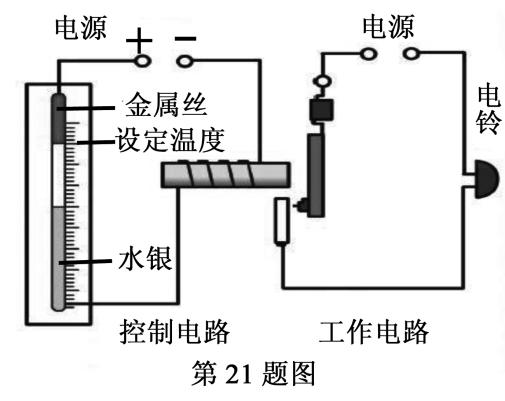 电源
+ −
电源
金属丝
设定温度
电铃
水银
控制电路
工作电路
第21题图